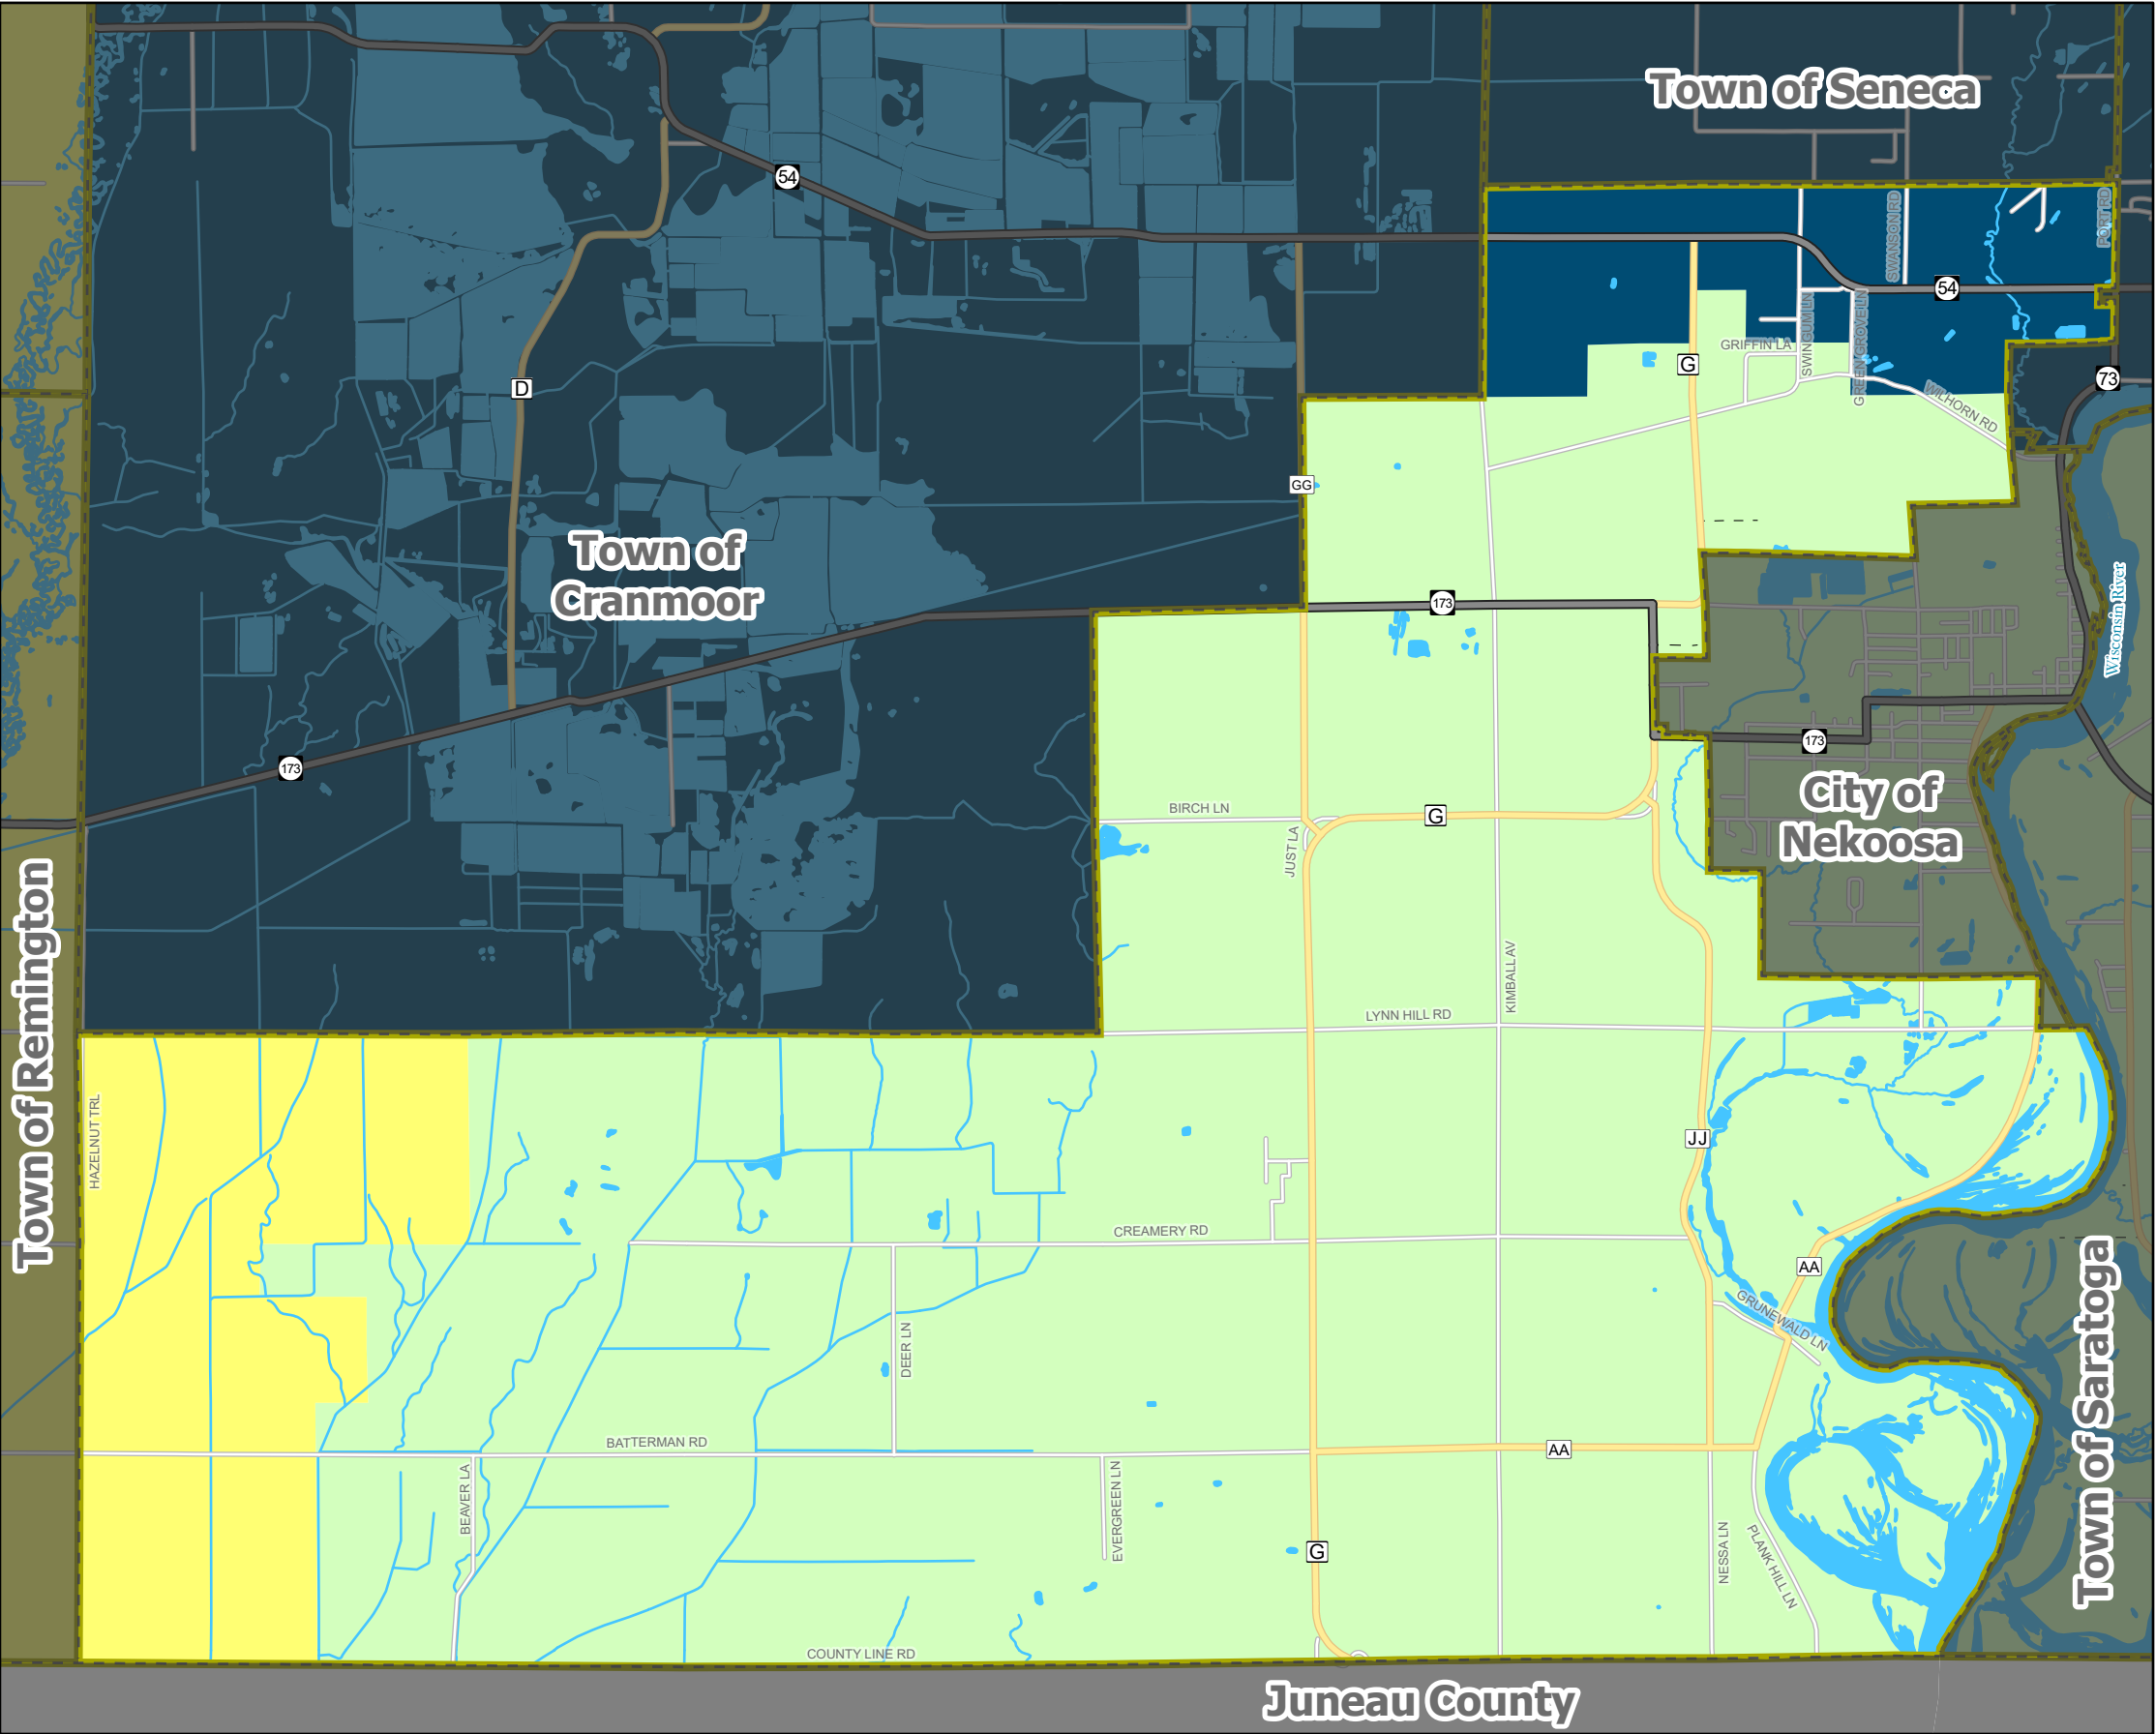 Town of Seneca
54
SWANSON RD
PORT RD
54
SWINGUM LN
GREEN GROVE LN
GRIFFIN LA
G
73
D
WILHORN RD
GG
Town of
Cranmoor
173
Wisconsin River
173
173
City of
Nekoosa
BIRCH LN
G
JUST LA
KIMBALL AV
LYNN HILL RD
Town of Remington
HAZELNUT TRL
JJ
CREAMERY RD
AA
GRUNEWALD LN
DEER LN
Town of Saratoga
BATTERMAN RD
AA
BEAVER LA
EVERGREEN LN
G
NESSA LN
PLANK HILL LN
COUNTY LINE RD
Juneau County